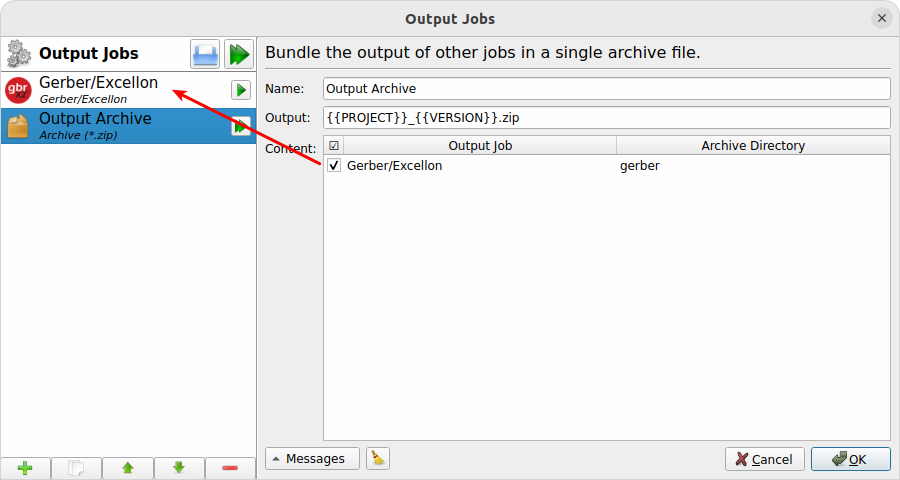 Output Jobs
Output Jobs
gbr
x2
Gerber/Excellon
Gerber/Excellon
Output Archive
Archive (*.zip)
Bundle the output of other jobs in a single archive file.
Name: Output Archive
Output: {{PROJECT}}_{{VERSION}}.zip
Content: Output Job Archive Directory
Gerber/Excellon gerber
Messages
Cancel
OK